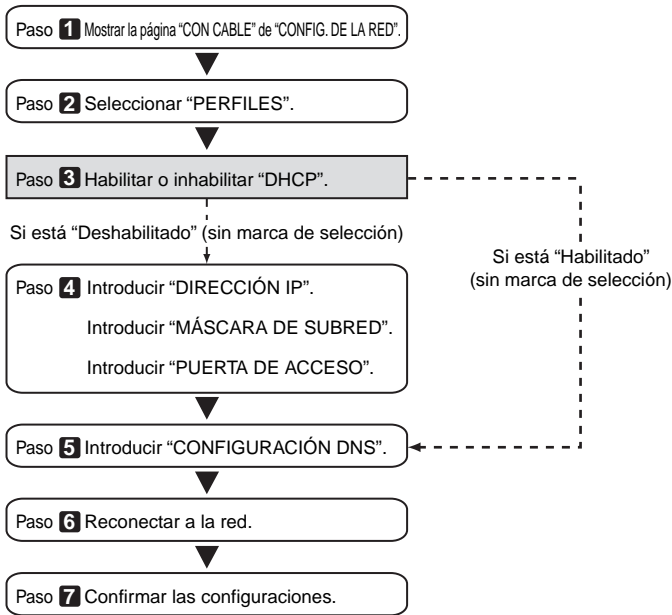 Paso 1 Mostrar la página “CON CABLE” de “CONFIG. DE LA RED”.
Paso 2 Seleccionar “PERFILES”.
Paso 3 Habilitar o inhabilitar “DHCP”.
Si está “Deshabilitado” (sin marca de selección)
Si está “Habilitado”
(sin marca de selección)
Paso 4 Introducir “DIRECCIÓN IP”.
Introducir “MÁSCARA DE SUBRED”.
Introducir “PUERTA DE ACCESO”.
Paso 5 Introducir “CONFIGURACIÓN DNS”.
Paso 6 Reconectar a la red.
Paso 7 Confirmar las configuraciones.